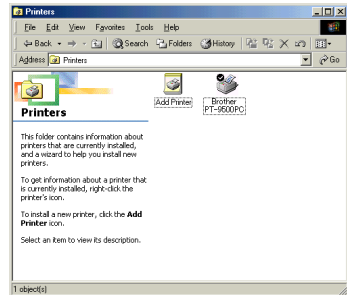 Printers
File Edit View Favorites Tools Help
Back Search Folders History
Address Printers Go
Printers
This folder contains information about
printers that are currently installed,
and a wizard to help you install new
printers.
To get information about a printer that
is currently installed, right-click the
printer's icon.
To install a new printer, click the Add
Printer icon.
Select an item to view its description.
Add Printer
Brother
PT-9500PC
1 object(s)